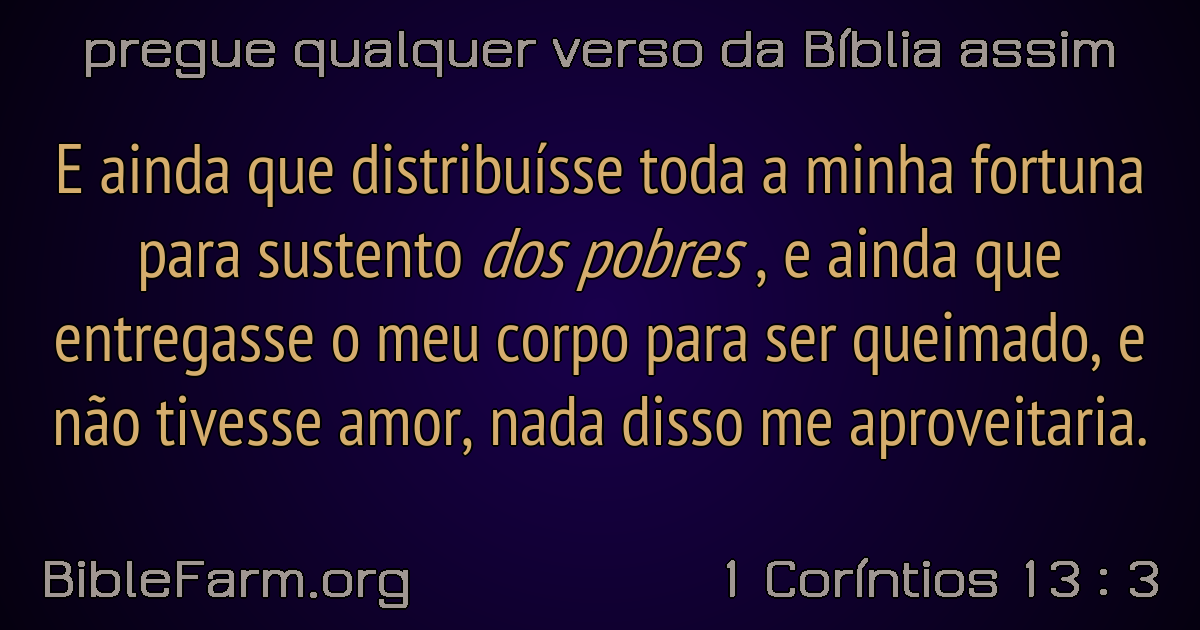 pregue qualquer verso da Bíblia assim
E ainda que distribuísse toda a minha fortuna
para sustento dos pobres , e ainda que
entregasse o meu corpo para ser queimado, e
não tivesse amor, nada disso me aproveitaria.
BibleFarm.org
1 Coríntios 13 : 3